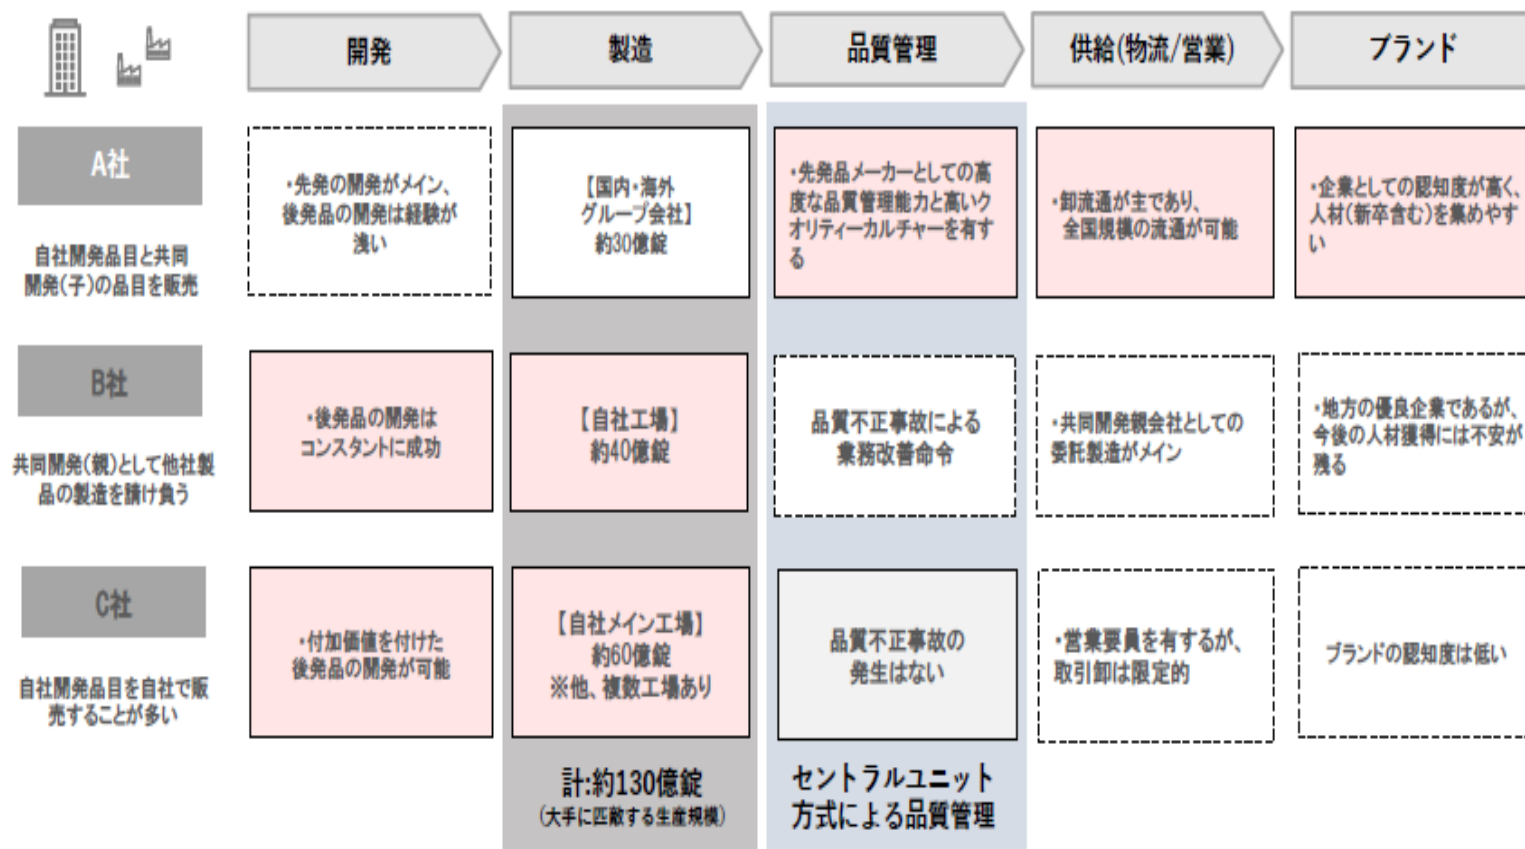 開発
製造
品質管理
供給(物流/営業)
ブランド
A社
自社開発品目と共同
開発(子)の品目を販売
・先発の開発がメイン、
後発品の開発は経験が
浅い
【国内・海外
グループ会社】
約30億錠
・先発品メーカーとしての高
度な品質管理能力と高いク
オリティーカルチャーを有す
る
・卸流通が主であり、
全国規模の流通が可能
・企業としての認知度が高く、
人材(新卒含む)を集めやす
い
B社
共同開発(親)として他社製
品の製造を請け負う
・後発品の開発は
コンスタントに成功
【自社工場】
約40億錠
品質不正事故による
業務改善命令
・共同開発親会社としての
委託製造がメイン
・地方の優良企業であるが、
今後の人材獲得には不安が
残る
C社
自社開発品目を自社で販
売することが多い
・付加価値を付けた
後発品の開発が可能
【自社メイン工場】
約60億錠
※他、複数工場あり
品質不正事故の
発生はない
・営業要員を有するが、
取引卸は限定的
ブランドの認知度は低い
計:約130億錠
(大手に匹敵する生産規模)
セントラルユニット
方式による品質管理